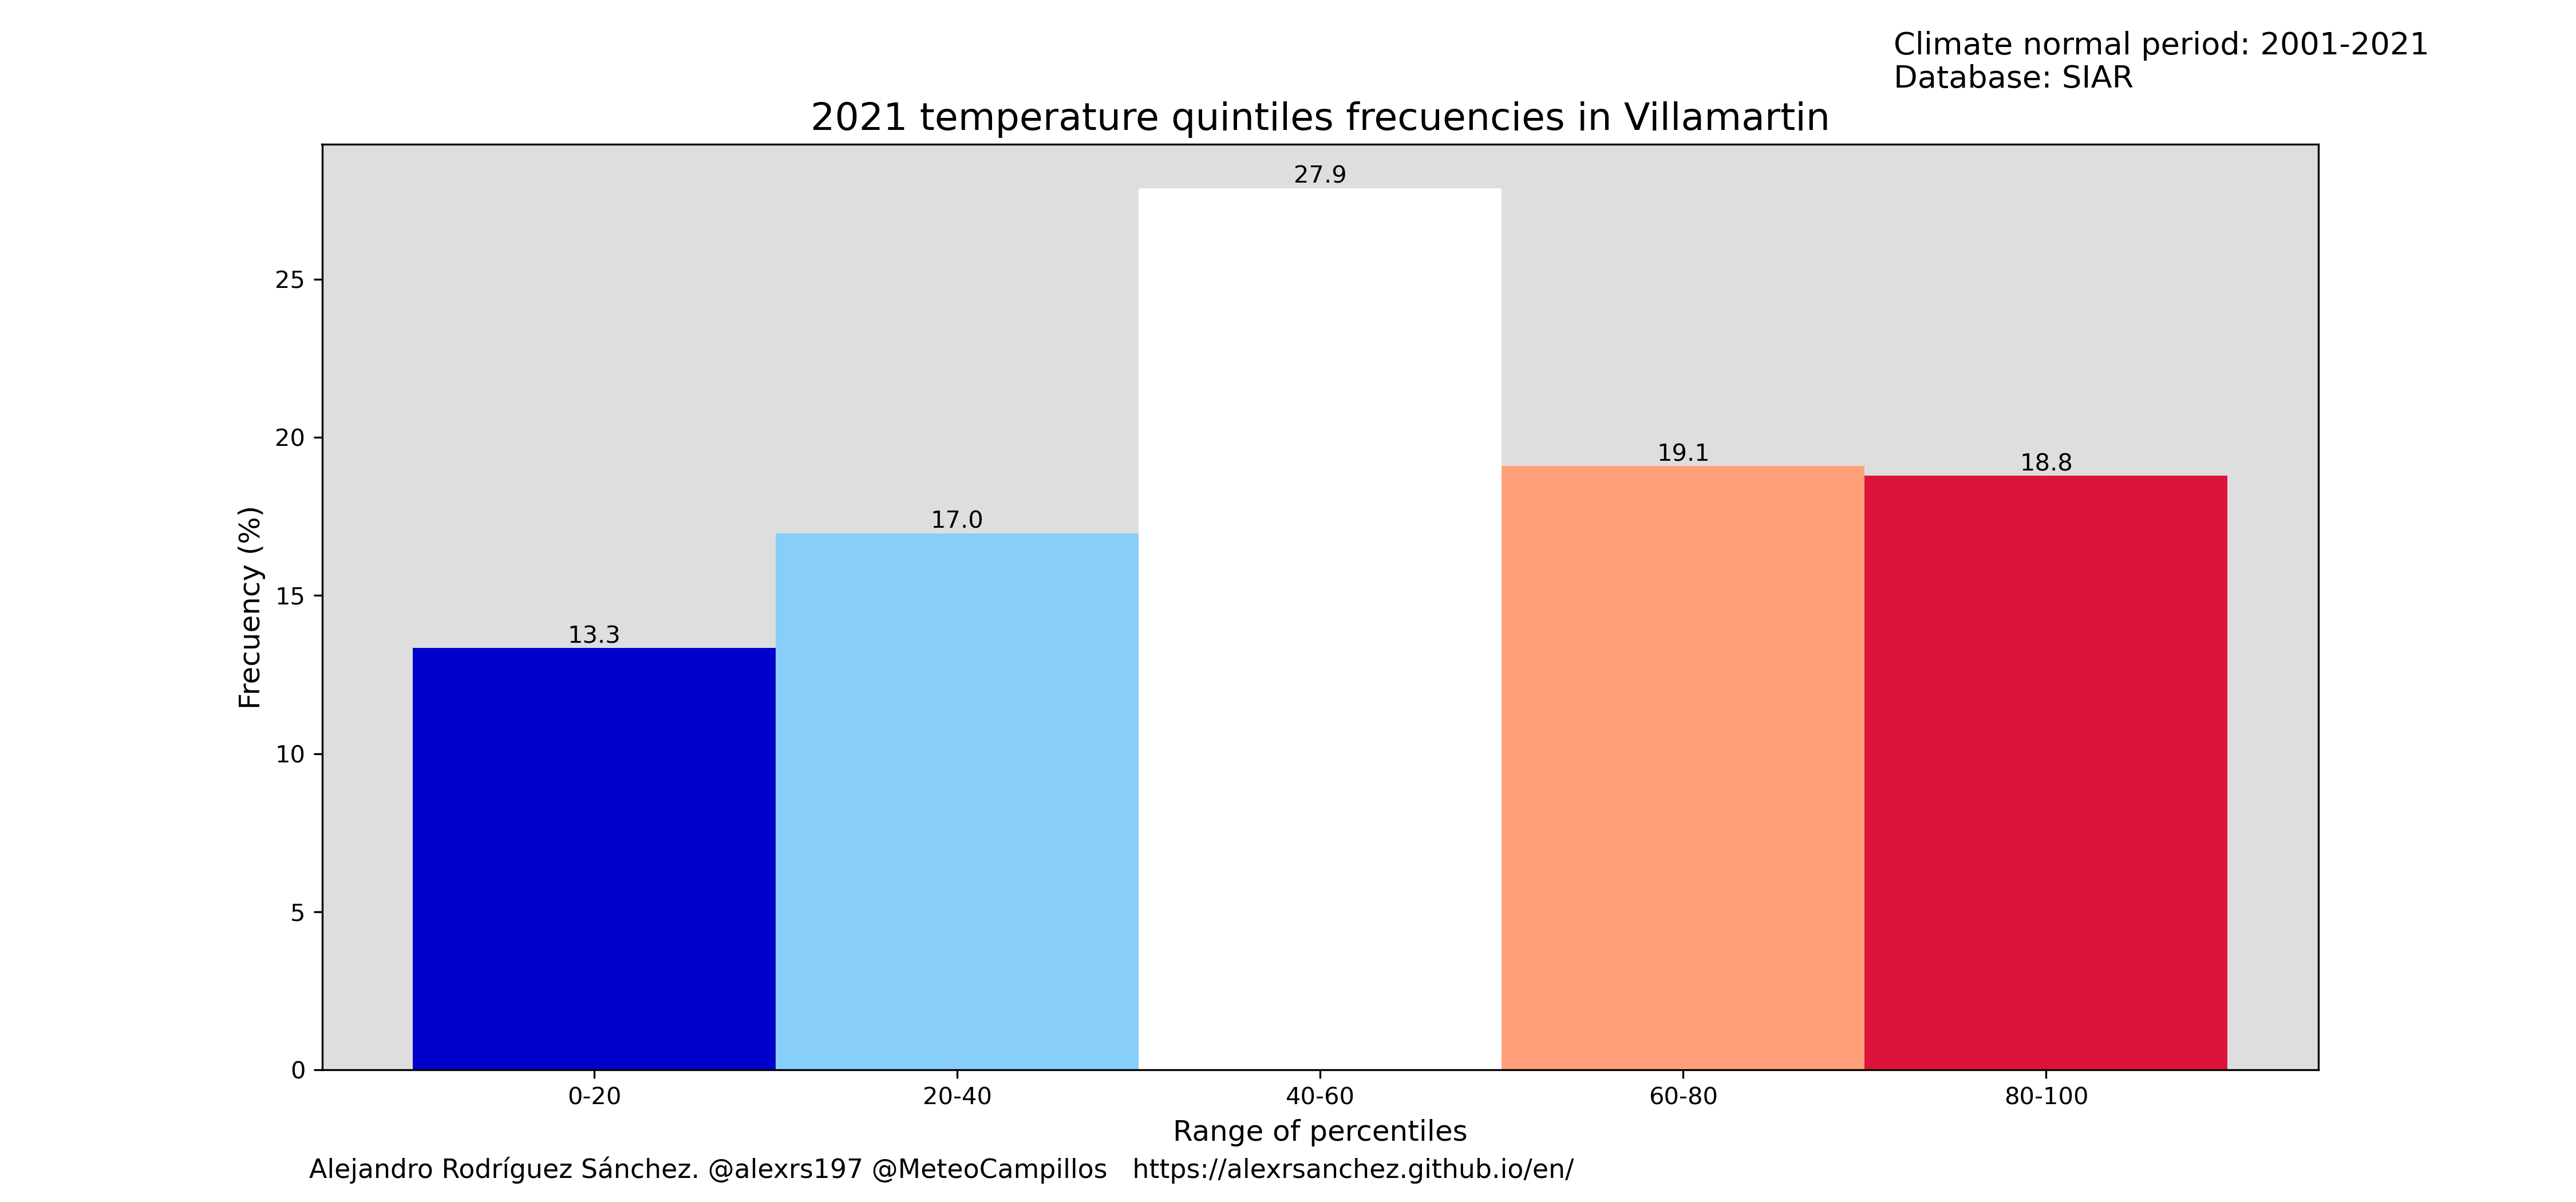 Climate normal period: 2001-2021
Database: SIAR
2021 temperature quintiles frecuencies in Villamartin
27.9
25
20
19.1
18.8
17.0
15
13.3
10
5
0
Frecuency (%)
0-20 20-40 40-60 60-80 80-100
Range of percentiles
Alejandro Rodríguez Sánchez. @alexrs197 @MeteoCampillos https://alexrsanchez.github.io/en/